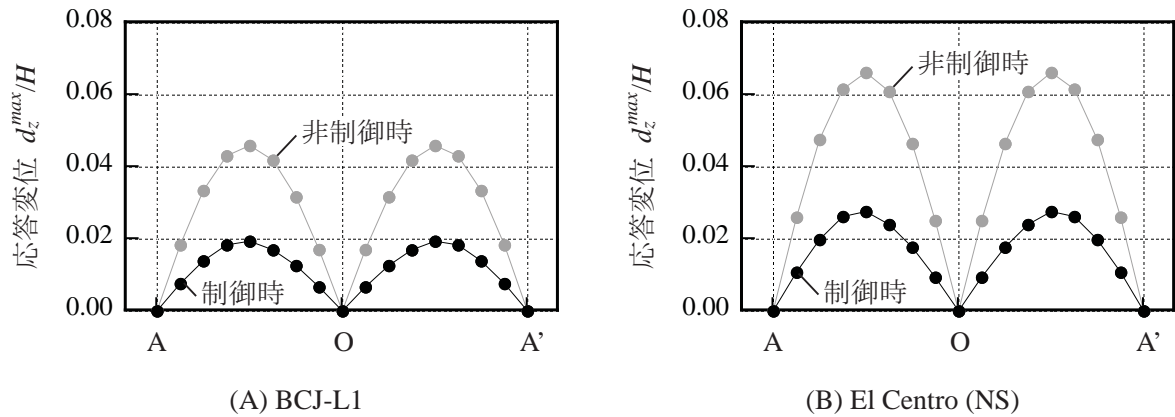 0.08
0.06
0.04
0.02
0.00
応答変位 d_z^{max}/H
非制御時
制御時
A
O
A'
(A) BCJ-L1
0.08
0.06
0.04
0.02
0.00
応答変位 d_z^{max}/H
非制御時
制御時
A
O
A'
(B) El Centro (NS)